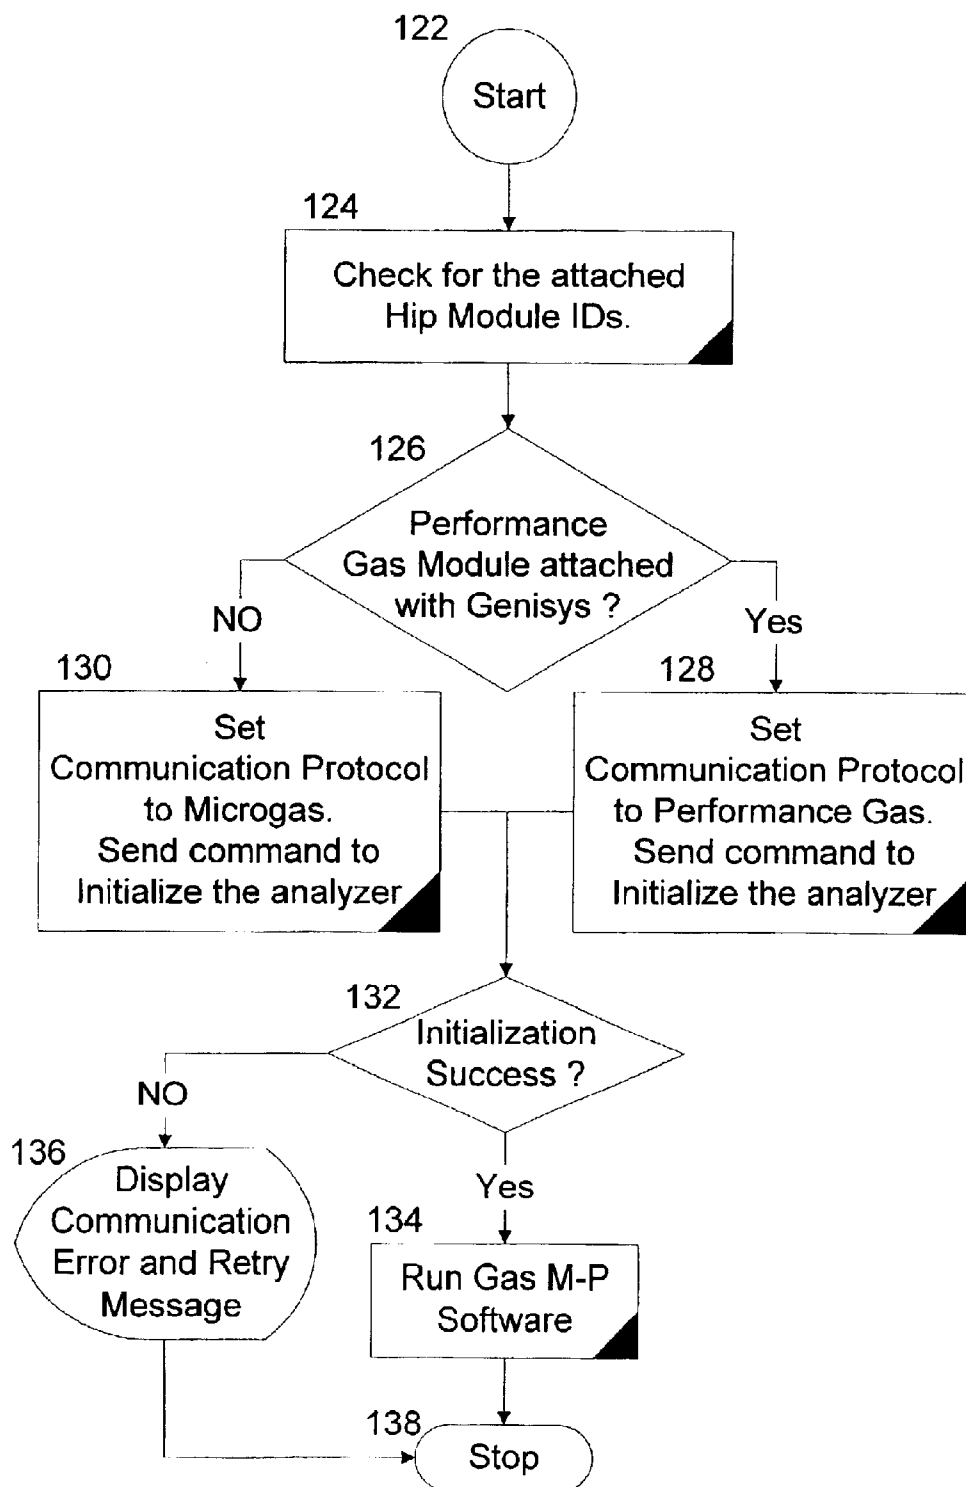 122
Start
124
Check for the attached
Hip Module IDs.
126
Performance
Gas Module attached
with Genisys ?
NO
Yes
130
Set
Communication Protocol
to Microgas.
Send command to
Initialize the analyzer
128
Set
Communication Protocol
to Performance Gas.
Send command to
Initialize the analyzer
132
Initialization
Success ?
NO
Yes
136
Display
Communication
Error and Retry
Message
134
Run Gas M-P
Software
138
Stop